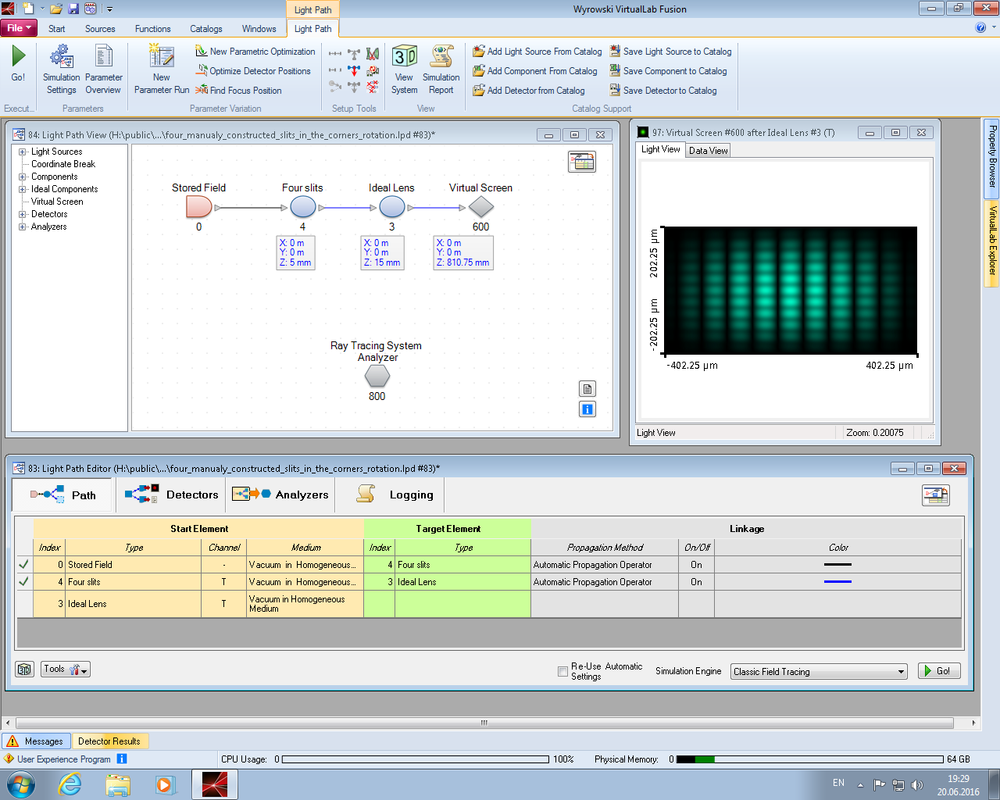 Light Path
Wyrowski VirtualLab Fusion
File
Start
Sources
Functions
Catalogs
Windows
Light Path
Go!
Simulation Settings
Parameter Overview
New Parameter Run
New Parametric Optimization
Optimize Detector Positions
Find Focus Position
3D
View System
Simulation Report
Add Light Source From Catalog
Add Component From Catalog
Add Detector from Catalog
Save Light Source to Catalog
Save Component to Catalog
Save Detector to Catalog
Execut...
Parameters
Parameter Variation
Setup Tools
View
Catalog Support
84: Light Path View (H:\public\...\four_manualy_constructed_slits_in_the_corners_rotation.lpd #83)*
Light Sources
Coordinate Break
Components
Ideal Components
Virtual Screen
Detectors
Analyzers
Stored Field
0
Four slits
4
X: 0 m
Y: 0 m
Z: 5 mm
Ideal Lens
3
X: 0 m
Y: 0 m
Z: 15 mm
Virtual Screen
600
X: 0 m
Y: 0 m
Z: 810.75 mm
Ray Tracing System
Analyzer
800
97: Virtual Screen #600 after Ideal Lens #3 (T)
Light View
Data View
202.25 µm
-202.25 µm
-402.25 µm
402.25 µm
Light View
Zoom: 0.20075
Property Browser
VirtualLab Explorer
83: Light Path Editor (H:\public\...\four_manualy_constructed_slits_in_the_corners_rotation.lpd #83)*
Path
Detectors
Analyzers
Logging
Start Element
Target Element
Linkage
Index Type Channel Medium Index Type Propagation Method On/Off Color
0 Stored Field - Vacuum in Homogeneous... 4 Four slits Automatic Propagation Operator On
4 Four slits T Vacuum in Homogeneous... 3 Ideal Lens Automatic Propagation Operator On
3 Ideal Lens T Vacuum in Homogeneous
Medium
3D
Tools
Re-Use Automatic
Settings
Simulation Engine
Classic Field Tracing
Go!
Messages
Detector Results
User Experience Program
CPU Usage: 0
100%
Physical Memory: 0
64 GB
EN
19:29
20.06.2016